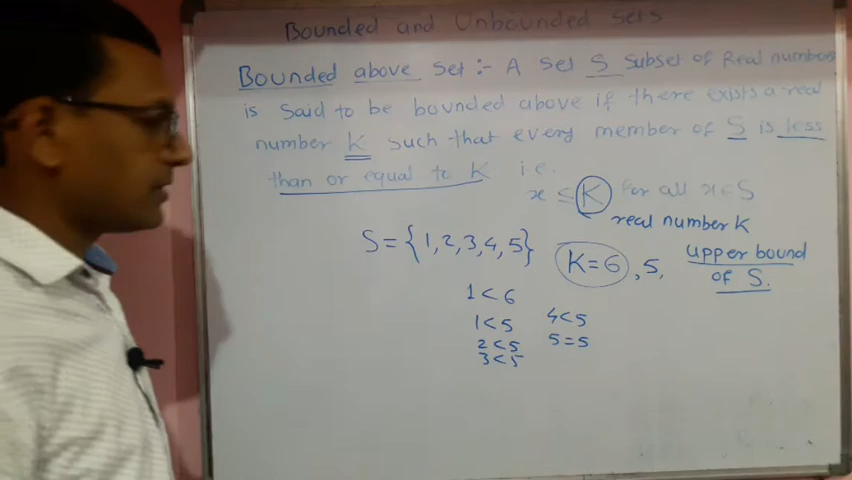 Bounded and Unbounded Sets
Bounded above Set :- A Set S Subset of Real numbers
is Said to be bounded above if there exists a real
number K such that every member of S is less
than or equal to K i.e.
x ≤ K for all x ∈ S
real number K
S = {1, 2, 3, 4, 5} K = 6, 5, upper bound
of S.
1 < 6
1 < 5 4 < 5
2 < 5 5 = 5
3 < 5